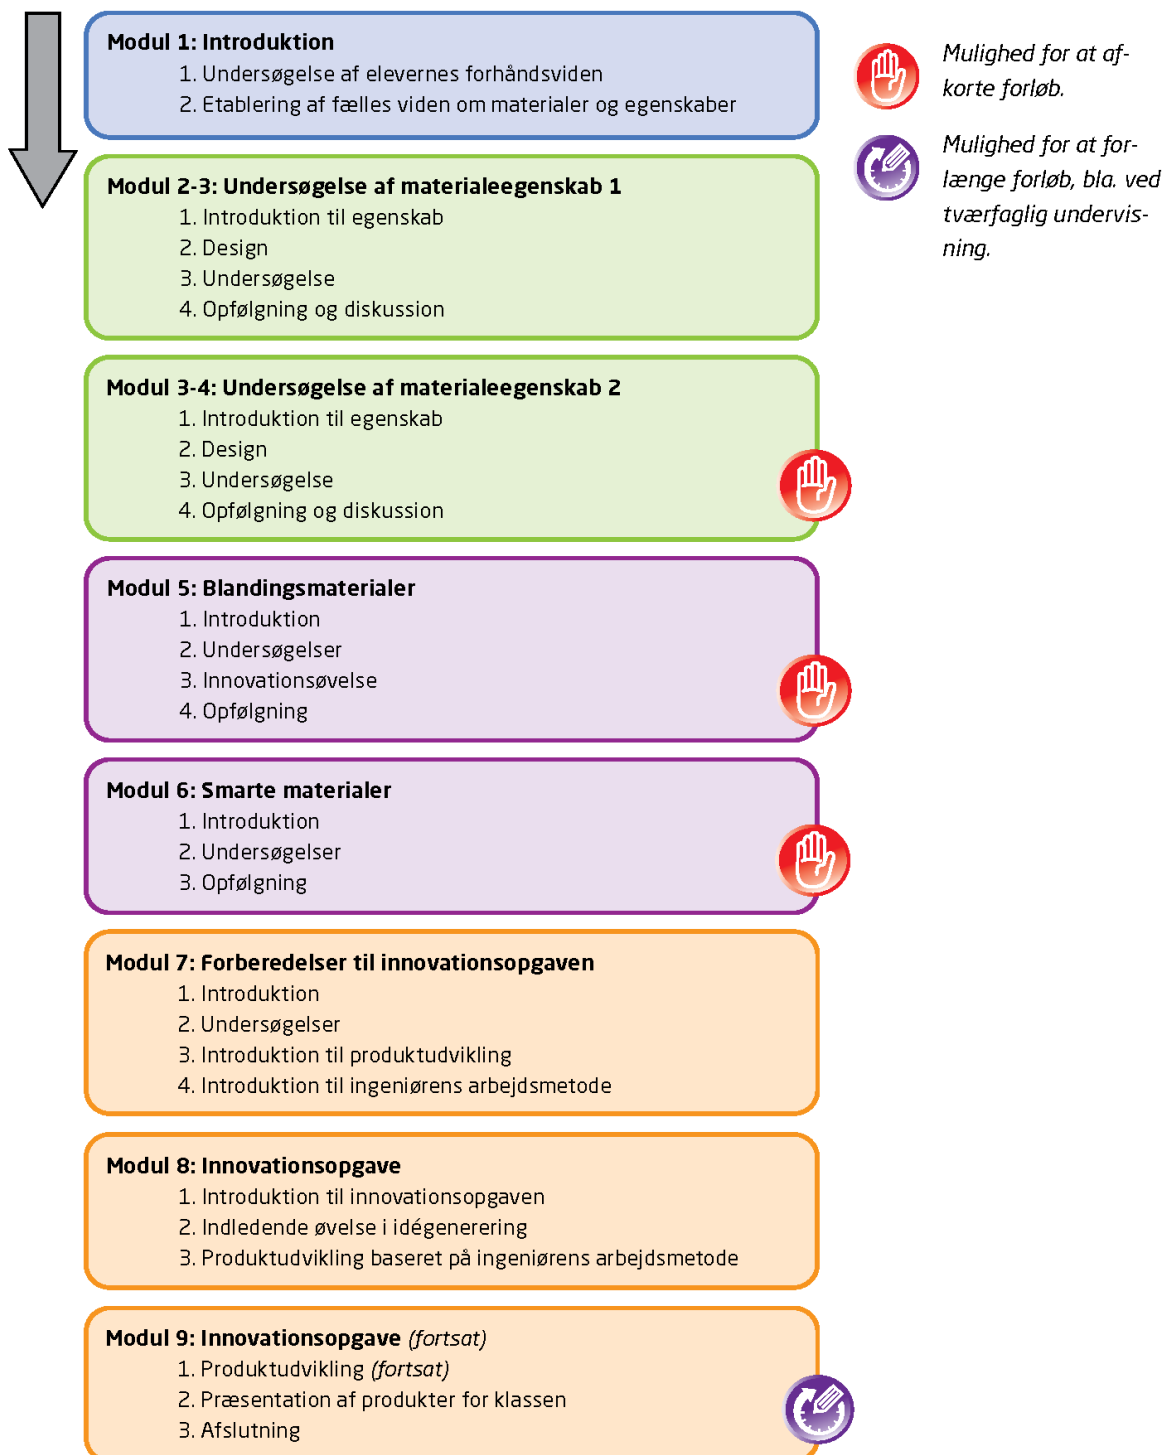 Modul 1: Introduktion
1. Undersøgelse af elevernes forhåndsviden
2. Etablering af fælles viden om materialer og egenskaber
Mulighed for at af-
korte forløb.
Mulighed for at for-
længe forløb, bla. ved
tværfaglig undervis-
ning.
Modul 2-3: Undersøgelse af materialeegenskab 1
1. Introduktion til egenskab
2. Design
3. Undersøgelse
4. Opfølgning og diskussion
Modul 3-4: Undersøgelse af materialeegenskab 2
1. Introduktion til egenskab
2. Design
3. Undersøgelse
4. Opfølgning og diskussion
Modul 5: Blandingsmaterialer
1. Introduktion
2. Undersøgelser
3. Innovationsøvelse
4. Opfølgning
Modul 6: Smarte materialer
1. Introduktion
2. Undersøgelser
3. Opfølgning
Modul 7: Forberedelser til innovationsopgaven
1. Introduktion
2. Undersøgelser
3. Introduktion til produktudvikling
4. Introduktion til ingeniørens arbejdsmetode
Modul 8: Innovationsopgave
1. Introduktion til innovationsopgaven
2. Indledende øvelse i idégenerering
3. Produktudvikling baseret på ingeniørens arbejdsmetode
Modul 9: Innovationsopgave (fortsat)
1. Produktudvikling (fortsat)
2. Præsentation af produkter for klassen
3. Afslutning